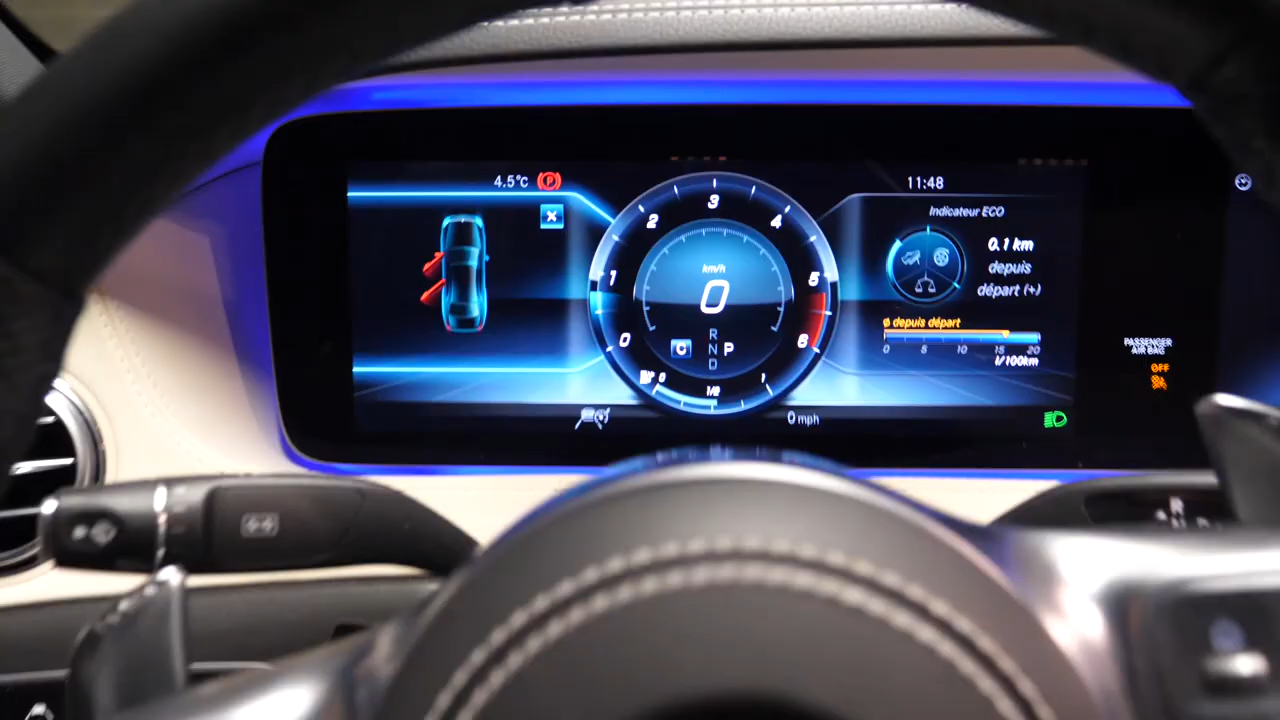 4.5°C
P
11:48
Indicateur ECO
0.1 km
depuis
départ (+)
ø depuis départ
0 5 10 15 20
l/100km
0 1 2 3 4 5 6
km/h
0
C
R
N P
D
0 1/2 1
0 mph
PASSENGER
AIR BAG
OFF
R
N D